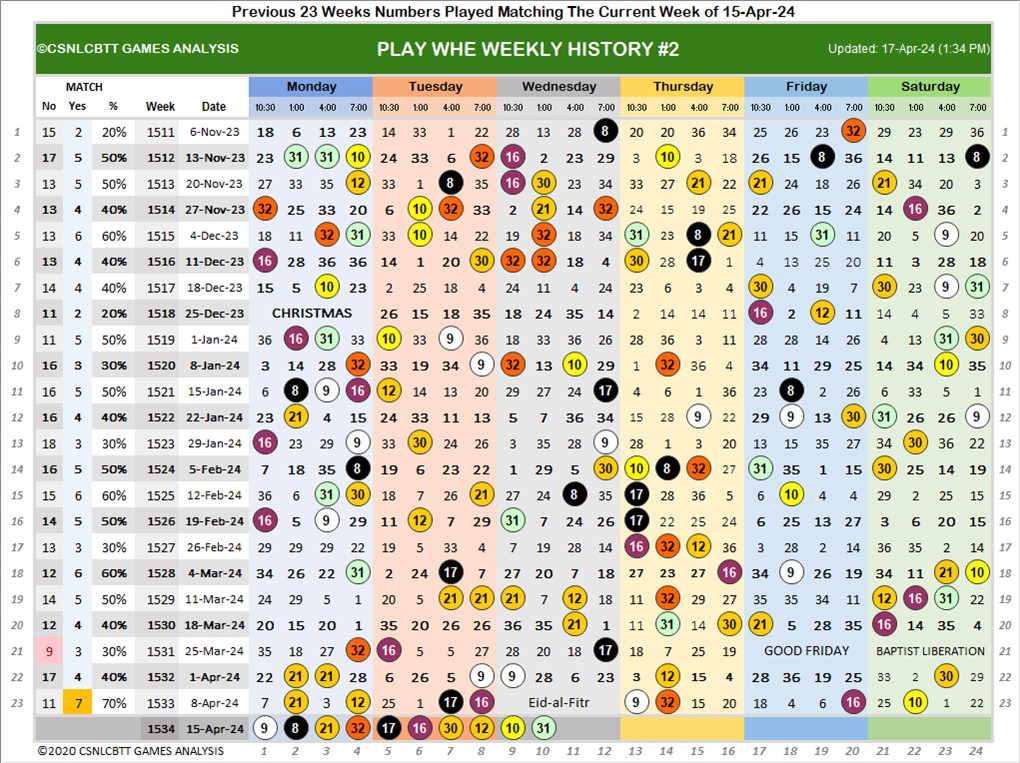 Previous 23 Weeks Numbers Played Matching The Current Week of 15-Apr-24
©CSNLCBTT GAMES ANALYSIS PLAY WHE WEEKLY HISTORY #2 Updated: 17-Apr-24 (1:34 PM)
MATCH Monday Tuesday Wednesday Thursday Friday Saturday
No Yes % Week Date 10:30 1:00 4:00 7:00 10:30 1:00 4:00 7:00 10:30 1:00 4:00 7:00 10:30 1:00 4:00 7:00 10:30 1:00 4:00 7:00 10:30 1:00 4:00 7:00
1 15 2 20% 1511 6-Nov-23 18 6 13 23 14 33 1 22 28 13 28 8 20 20 36 34 25 26 23 32 29 23 29 36 1
2 17 5 50% 1512 13-Nov-23 23 31 31 10 24 33 6 32 16 2 23 29 3 10 3 18 26 15 8 36 14 11 13 8 2
3 13 5 50% 1513 20-Nov-23 27 33 35 12 33 1 8 35 16 30 23 34 33 27 21 22 21 24 18 26 21 34 20 3 3
4 13 4 40% 1514 27-Nov-23 32 25 33 20 6 10 32 33 2 21 14 32 24 15 19 25 22 26 15 24 14 16 36 2 4
5 13 6 60% 1515 4-Dec-23 18 11 32 31 33 10 14 22 19 32 18 34 31 23 8 21 11 15 31 11 20 5 9 20 5
6 13 4 40% 1516 11-Dec-23 16 28 36 36 14 1 20 30 32 32 18 4 30 28 17 1 4 13 25 20 11 3 28 18 6
7 14 4 40% 1517 18-Dec-23 15 5 10 23 2 25 18 4 24 10 11 24 23 6 3 4 30 4 19 7 30 23 9 31 7
8 11 2 20% 1518 25-Dec-23 CHRISTMAS 26 15 18 35 18 24 35 14 2 14 14 11 16 2 12 11 14 4 5 33 8
9 11 5 50% 1519 1-Jan-24 36 16 31 33 10 33 9 36 18 33 36 26 28 36 3 11 28 28 14 26 4 23 31 30 9
10 16 3 30% 1520 8-Jan-24 3 14 28 32 33 19 34 9 32 13 10 29 1 32 36 4 34 11 29 25 14 34 10 35 10
11 16 5 50% 1521 15-Jan-24 6 8 9 16 12 14 13 20 29 27 24 17 4 6 1 36 23 8 2 26 6 33 5 1 11
12 16 4 40% 1522 22-Jan-24 23 21 4 15 24 33 11 13 5 7 36 34 15 28 9 22 29 9 13 30 31 26 26 9 12
13 18 3 30% 1523 29-Jan-24 16 23 29 9 33 30 24 26 3 35 28 9 28 1 3 20 13 15 35 27 34 30 36 22 13
14 16 5 50% 1524 5-Feb-24 7 18 35 8 19 6 23 22 1 29 5 30 10 8 32 27 31 35 1 15 30 25 14 19 14
15 15 6 60% 1525 12-Feb-24 36 6 31 30 18 7 26 21 27 24 8 15 17 28 36 5 6 10 4 4 29 2 25 15 15
16 14 5 50% 1526 19-Feb-24 16 5 9 29 11 12 7 29 31 7 24 26 17 22 25 24 6 25 13 27 3 6 20 15 16
17 13 3 30% 1527 26-Feb-24 29 29 29 22 19 5 33 4 7 19 28 14 16 32 12 36 3 28 2 14 36 35 2 14 17
18 12 6 60% 1528 4-Mar-24 34 26 22 31 2 24 17 7 27 20 7 18 27 23 27 16 34 9 26 19 34 11 21 10 18
19 14 5 50% 1529 11-Mar-24 24 29 5 1 20 5 21 21 21 7 12 18 19 32 29 27 35 35 34 11 12 16 31 22 19
20 12 4 40% 1530 18-Mar-24 20 15 20 1 35 20 26 26 36 35 21 1 11 31 14 30 21 5 28 35 16 14 35 4 20
21 9 3 30% 1531 25-Mar-24 35 18 27 32 16 5 5 27 28 20 18 17 18 7 25 19 GOOD FRIDAY BAPTIST LIBERATION 21
22 17 4 40% 1532 1-Apr-24 22 21 21 28 6 26 5 9 9 28 6 23 3 12 15 4 28 36 19 25 33 2 30 29 22
23 11 7 70% 1533 8-Apr-24 7 21 3 12 25 1 17 16 Eid-al-Fitr 9 32 15 20 19 4 6 16 25 10 1 22 23
1534 15-Apr-24 9 8 21 32 17 16 30 12 10 31
©2020 CSNLCBTT GAMES ANALYSIS 1 2 3 4 5 6 7 8 9 10 11 12 13 14 15 16 17 18 19 20 21 22 23 24